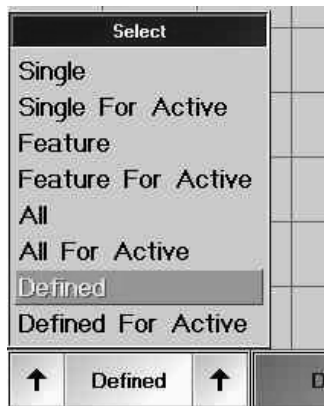 Select
Single
Single For Active
Feature
Feature For Active
All
All For Active
Defined
Defined For Active
↑ Defined ↑